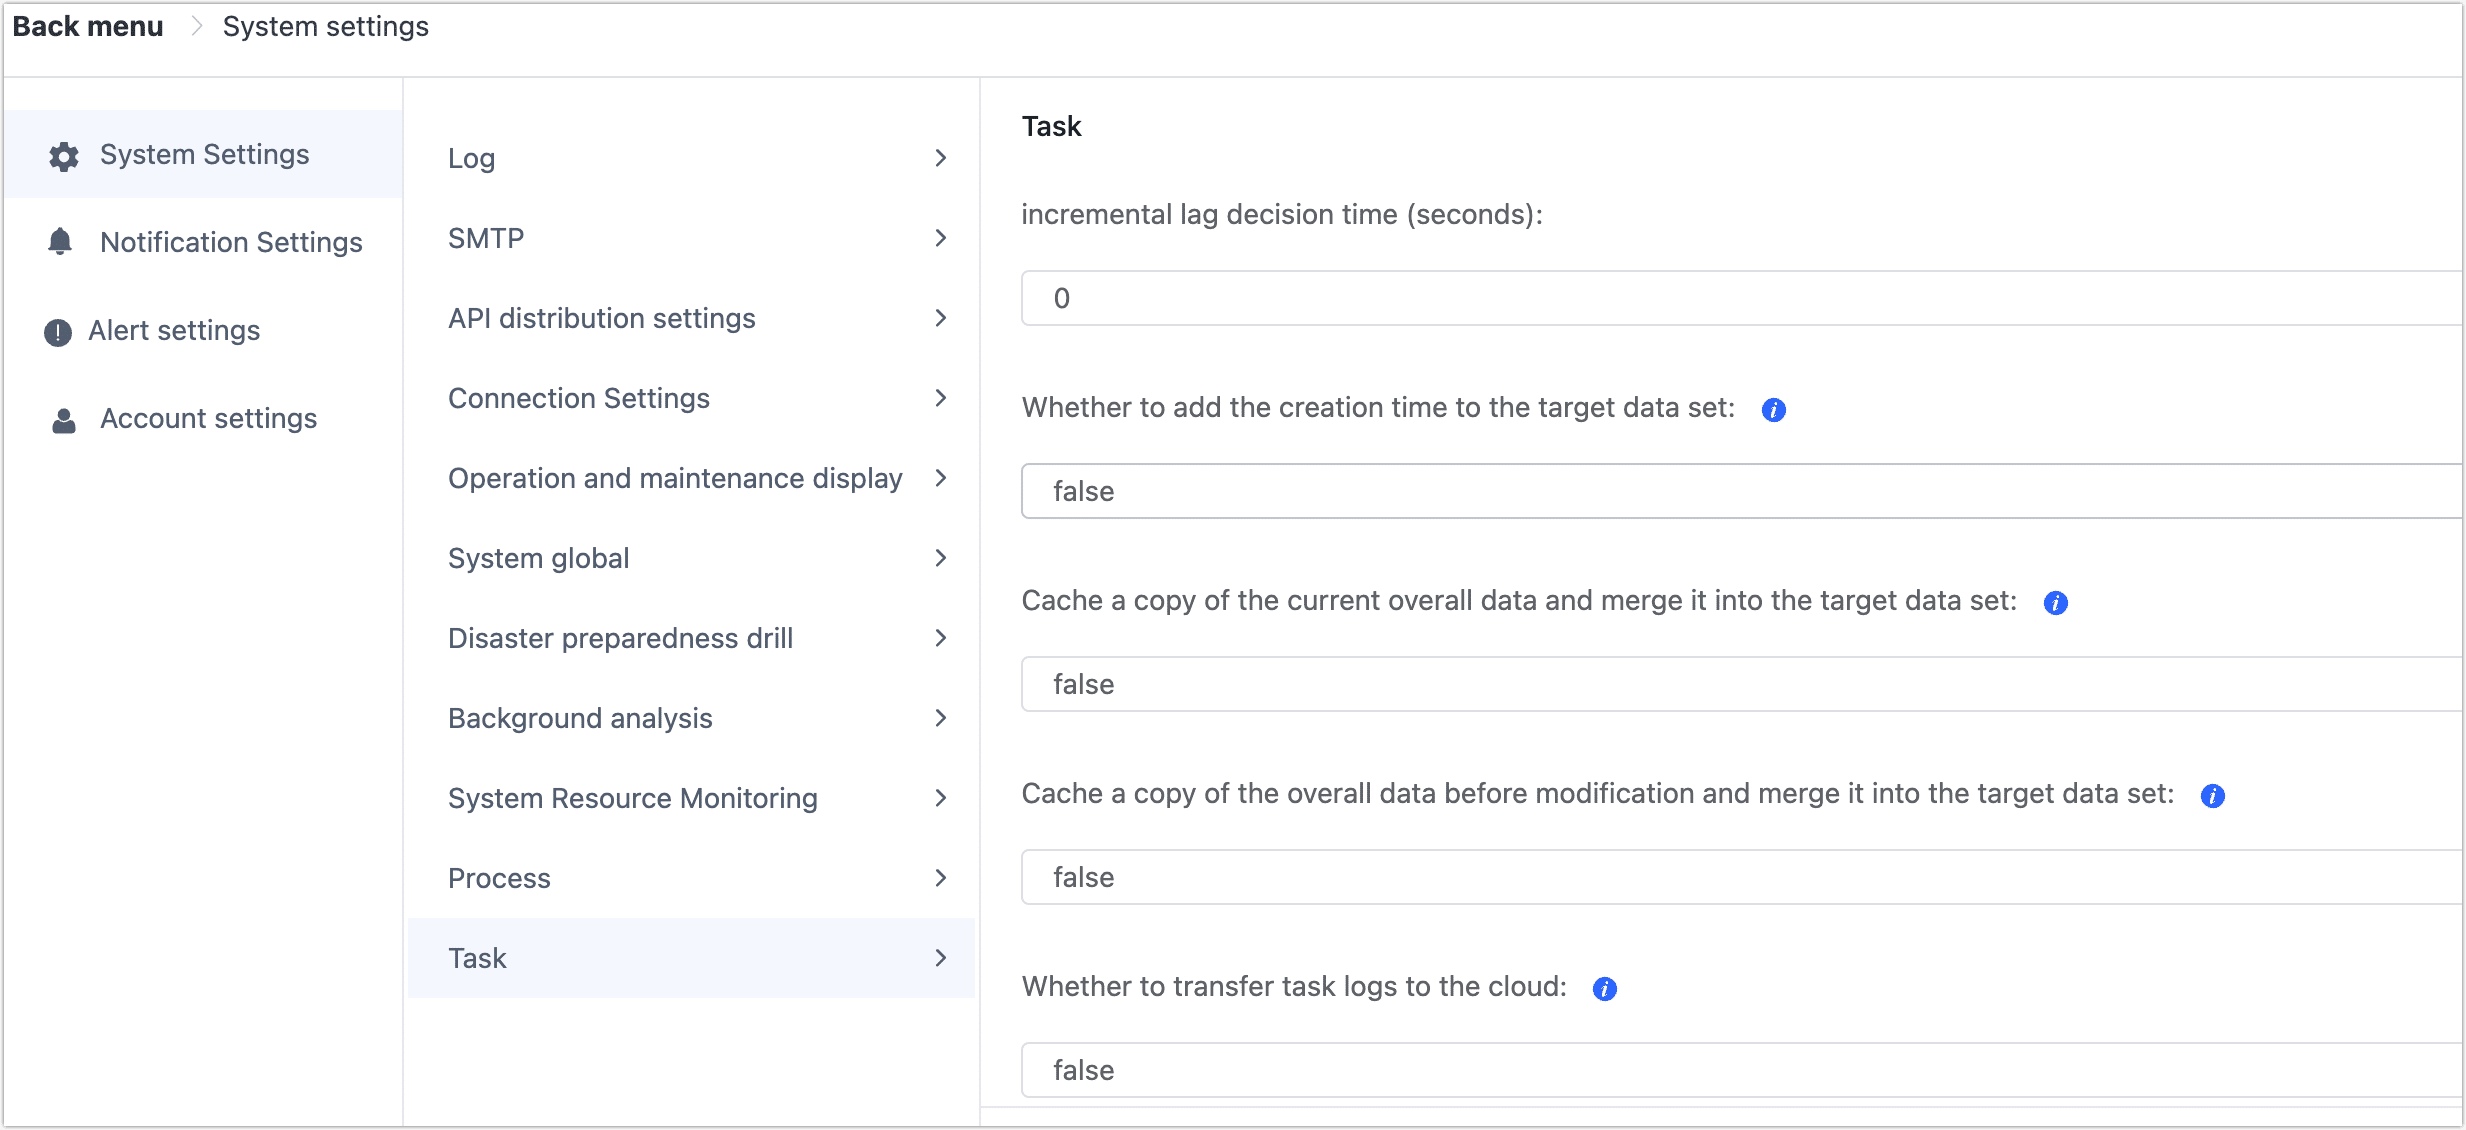 Back menu
System settings
System Settings
Notification Settings
Alert settings
Account settings
Log
SMTP
API distribution settings
Connection Settings
Operation and maintenance display
System global
Disaster preparedness drill
Background analysis
System Resource Monitoring
Process
Task
Task
incremental lag decision time (seconds):
0
Whether to add the creation time to the target data set:
false
Cache a copy of the current overall data and merge it into the target data set:
false
Cache a copy of the overall data before modification and merge it into the target data set:
false
Whether to transfer task logs to the cloud:
false